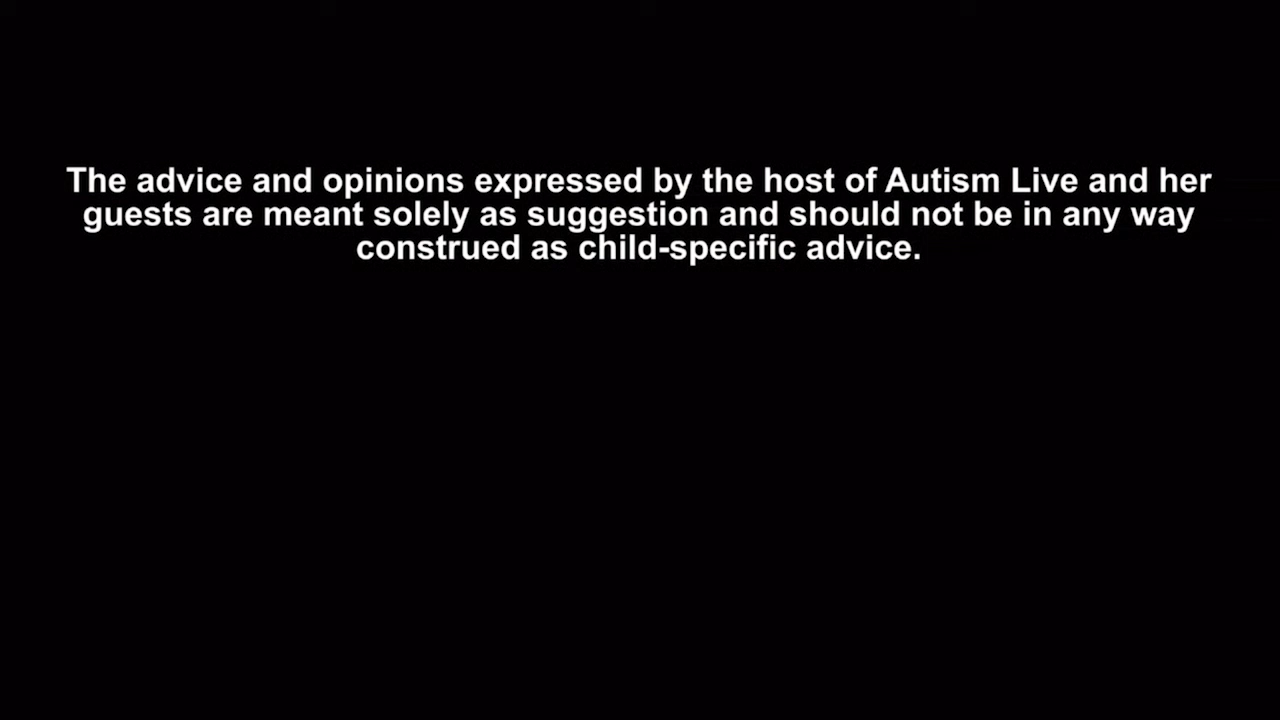 The advice and opinions expressed by the host of Autism Live and her
guests are meant solely as suggestion and should not be in any way
construed as child-specific advice.